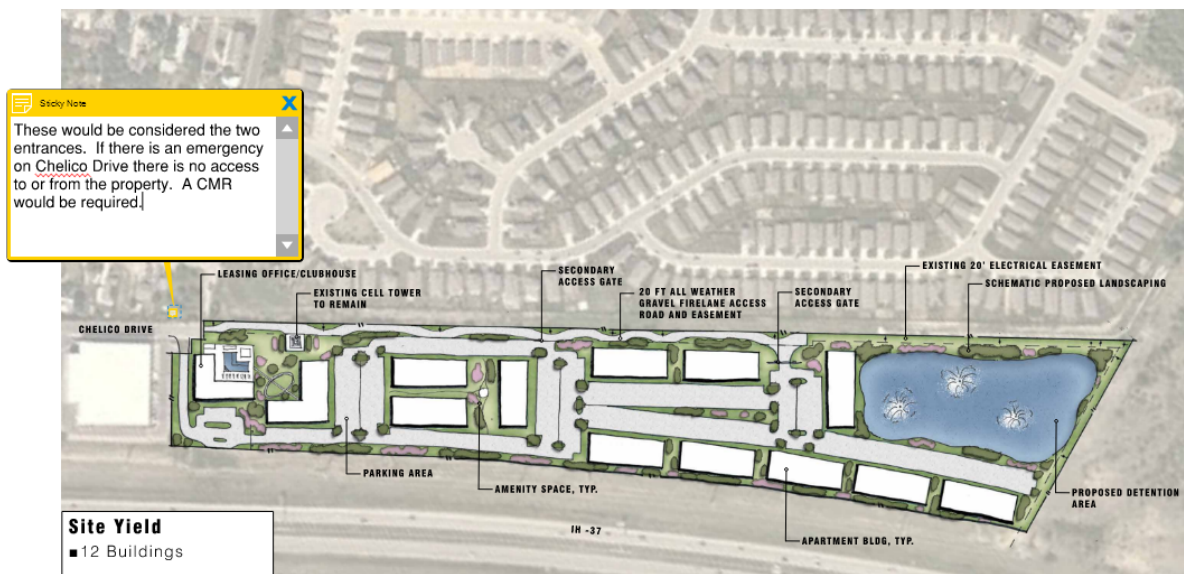 Sticky Note
These would be considered the two
entrances.  If there is an emergency
on Chelico Drive there is no access
to or from the property.  A CMR
would be required.
LEASING OFFICE/CLUBHOUSE
EXISTING CELL TOWER
TO REMAIN
CHELICO DRIVE
SECONDARY
ACCESS GATE
20 FT ALL WEATHER
GRAVEL FIRELANE ACCESS
ROAD AND EASEMENT
SECONDARY
ACCESS GATE
EXISTING 20' ELECTRICAL EASEMENT
SCHEMATIC PROPOSED LANDSCAPING
PARKING AREA
AMENITY SPACE, TYP.
IH -37
APARTMENT BLDG, TYP.
PROPOSED DETENTION
AREA
Site Yield
■12 Buildings